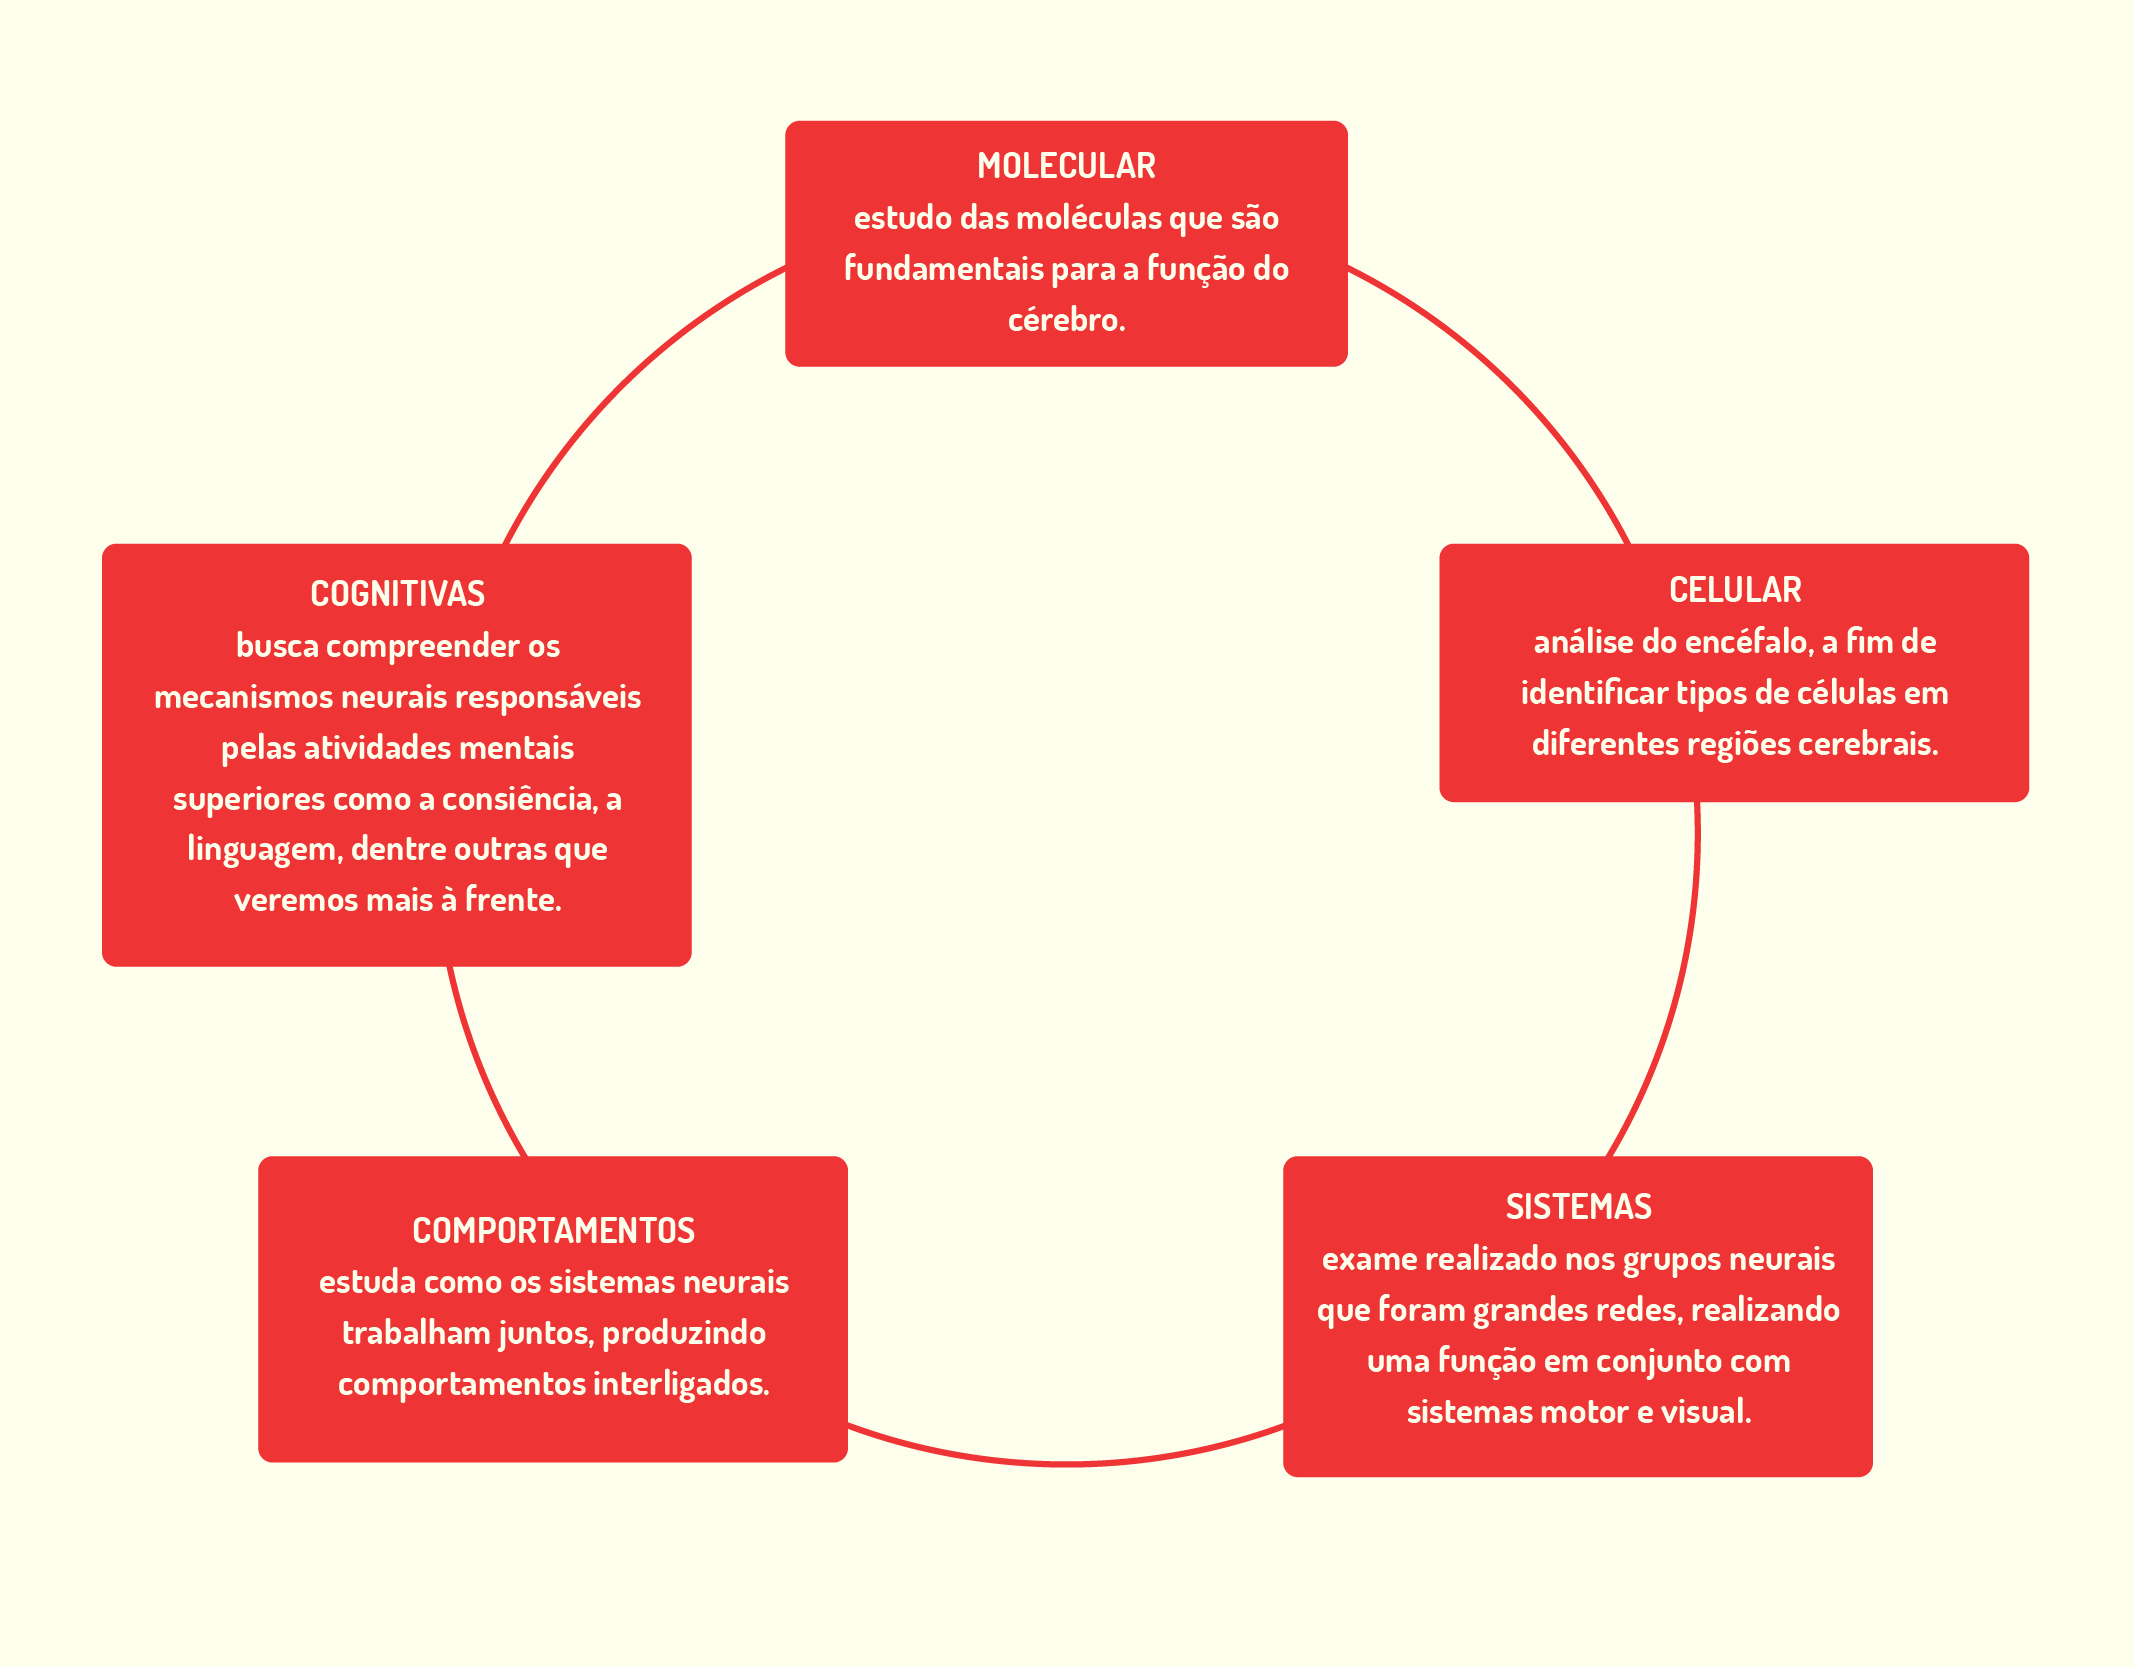 MOLECULAR
estudo das moléculas que são
fundamentais para a função do
cérebro.
COGNITIVAS
busca compreender os
mecanismos neurais responsáveis
pelas atividades mentais
superiores como a consiência, a
linguagem, dentre outras que
veremos mais à frente.
CELULAR
análise do encéfalo, a fim de
identificar tipos de células em
diferentes regiões cerebrais.
COMPORTAMENTOS
estuda como os sistemas neurais
trabalham juntos, produzindo
comportamentos interligados.
SISTEMAS
exame realizado nos grupos neurais
que foram grandes redes, realizando
uma função em conjunto com
sistemas motor e visual.